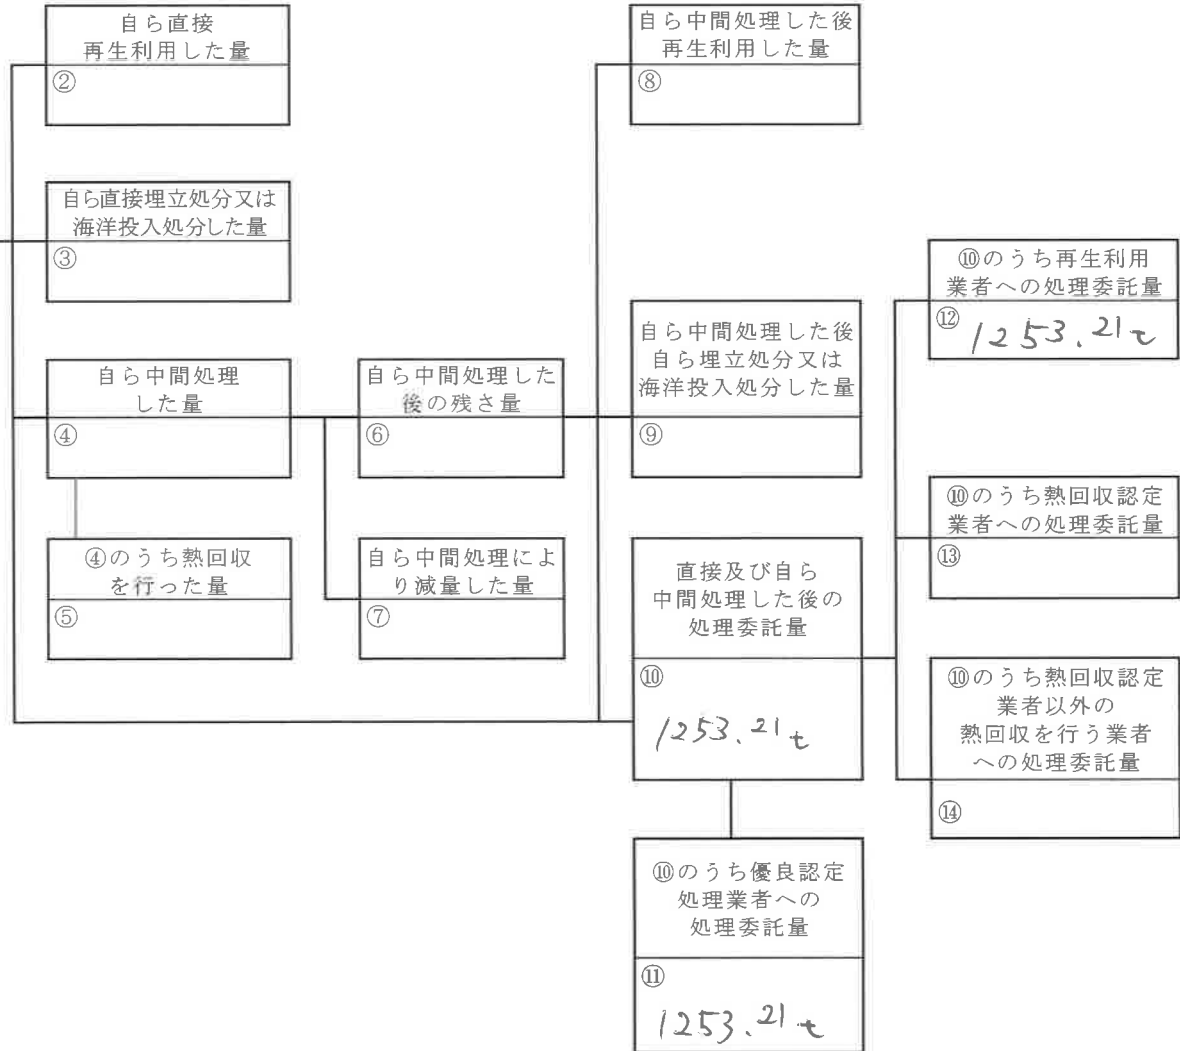 自ら直接
再生利用した量
②
自ら直接埋立処分又は
海洋投入処分した量
③
自ら中間処理
した量
④
④のうち熱回収
を行った量
⑤
自ら中間処理した
後の残さ量
⑥
自ら中間処理によ
り減量した量
⑦
自ら中間処理した後
再生利用した量
⑧
自ら中間処理した後
自ら埋立処分又は
海洋投入処分した量
⑨
直接及び自ら
中間処理した後の
処理委託量
⑩
1253.21t
⑩のうち優良認定
処理業者への
処理委託量
⑪
1253.21t
⑩のうち再生利用
業者への処理委託量
⑫
1253.21t
⑩のうち熱回収認定
業者への処理委託量
⑬
⑩のうち熱回収認定
業者以外の
熱回収を行う業者
への処理委託量
⑭